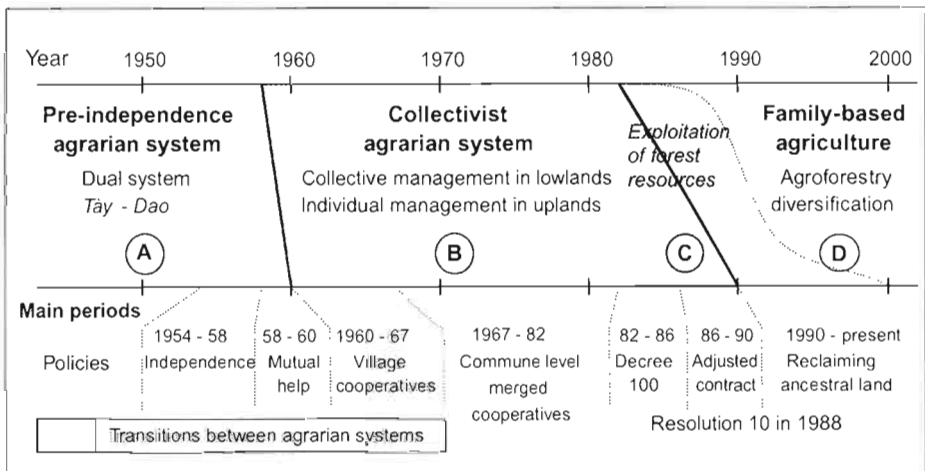 Year 1950 1960 1970 1980 1990 2000
Pre-independence
agrarian system
Dual system
Tày - Dao
A
Collectivist
agrarian system
Collective management in lowlands
Individual management in uplands
B
Exploitation
of forest
resources
C
Family-based
agriculture
Agroforestry
diversification
D
Main periods
Policies
1954 - 58
Independence
58 - 60
Mutual
help
1960 - 67
Village
cooperatives
1967 - 82
Commune level
merged
cooperatives
82 - 86
Decree
100
86 - 90
Adjusted
contract
1990 - present
Reclaiming
ancestral land
Resolution 10 in 1988
Transitions between agrarian systems